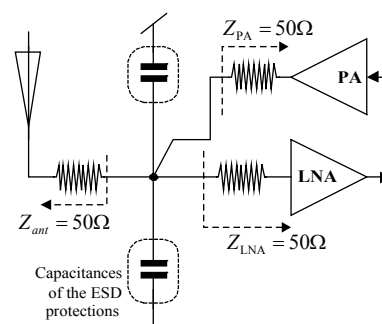 Z_PA = 50Ω
PA
LNA
Z_ant = 50Ω
Z_LNA = 50Ω
Capacitances
of the ESD
protections